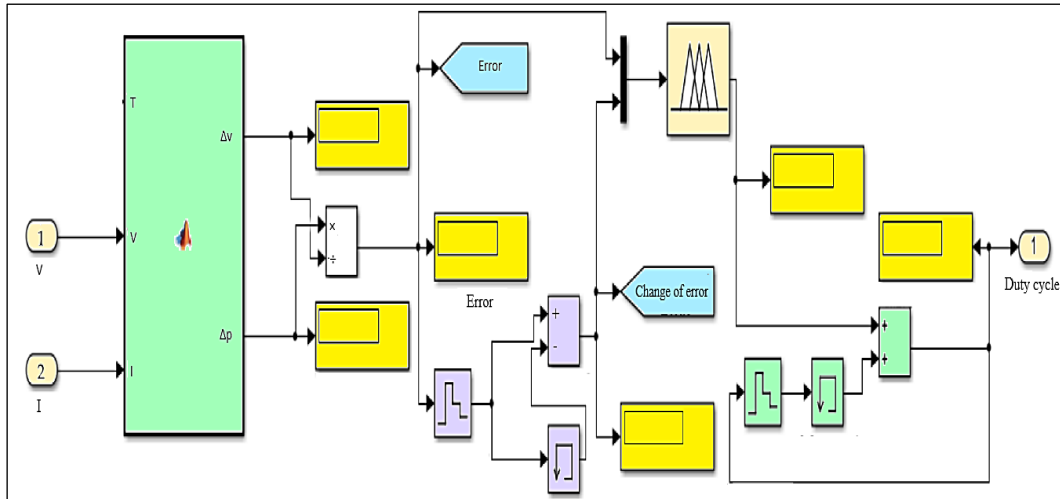 T
Δv
V
Δp
I
1
V
2
I
×
÷
Error
Error
+
-
Change of error
+
+
1
Duty cycle